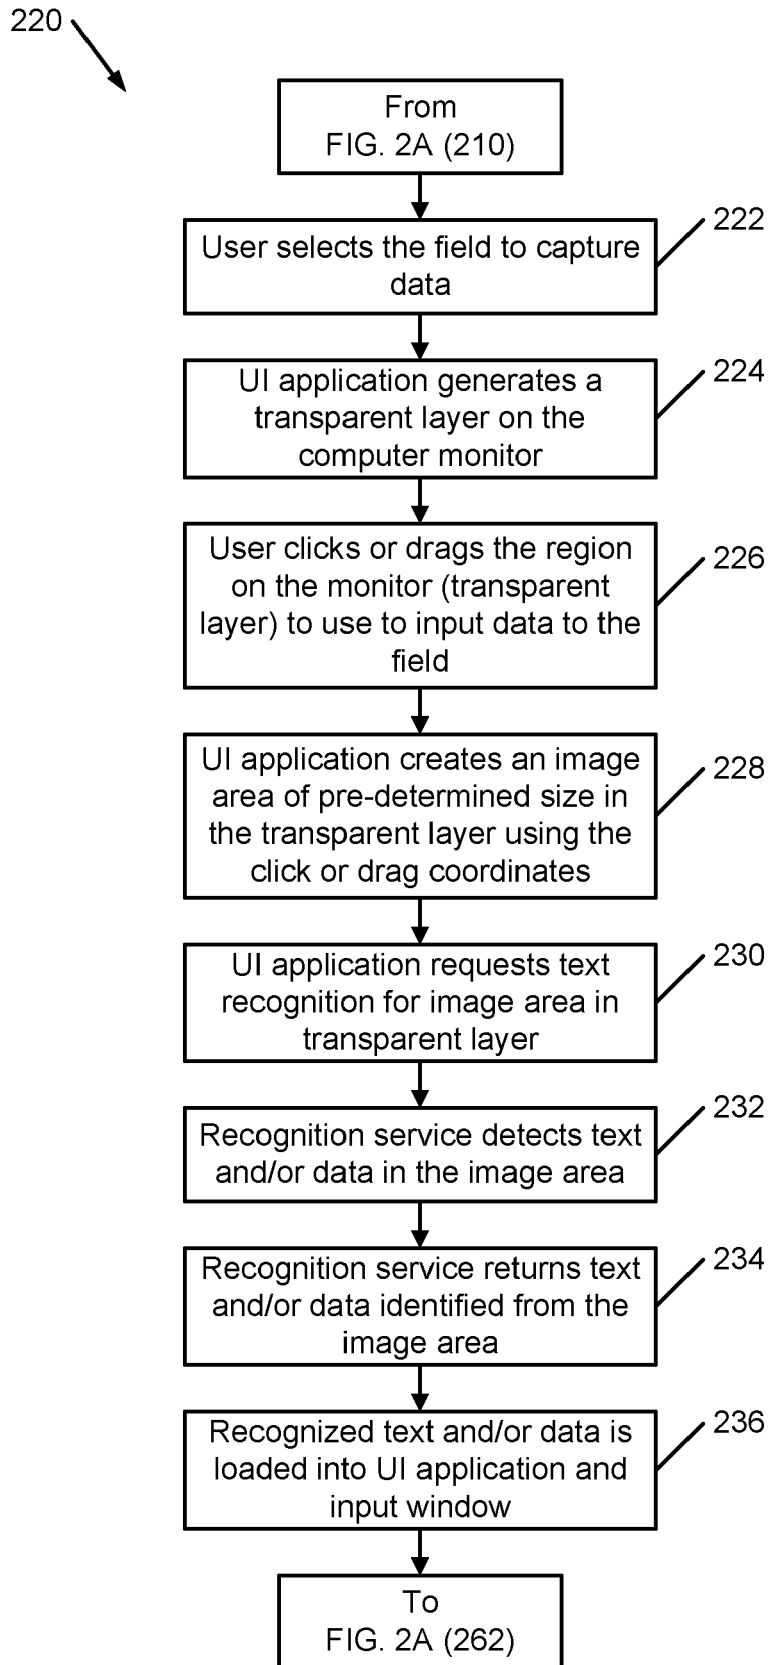 220
From
FIG. 2A (210)
222
User selects the field to capture
data
224
UI application generates a
transparent layer on the
computer monitor
226
User clicks or drags the region
on the monitor (transparent
layer) to use to input data to the
field
228
UI application creates an image
area of pre-determined size in
the transparent layer using the
click or drag coordinates
230
UI application requests text
recognition for image area in
transparent layer
232
Recognition service detects text
and/or data in the image area
234
Recognition service returns text
and/or data identified from the
image area
236
Recognized text and/or data is
loaded into UI application and
input window
To
FIG. 2A (262)